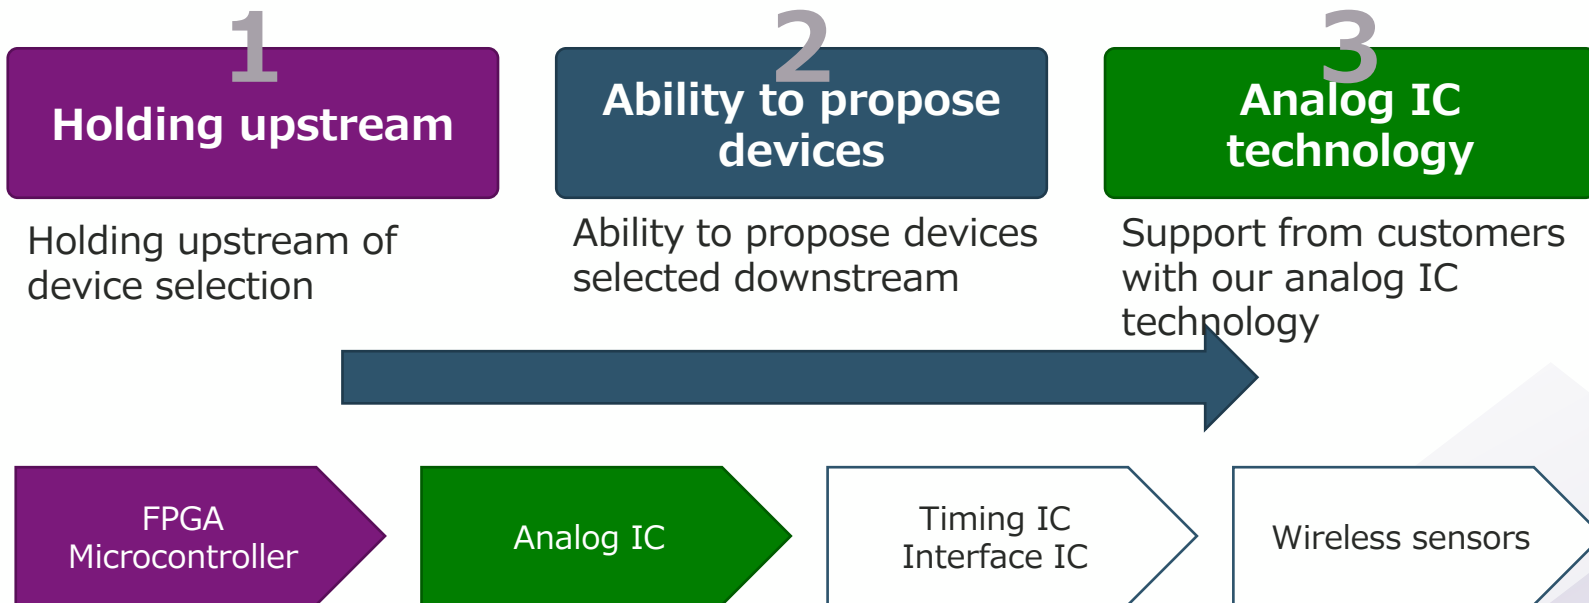 1
Holding upstream
Holding upstream of
device selection
2
Ability to propose
devices
Ability to propose devices
selected downstream
3
Analog IC
technology
Support from customers
with our analog IC
technology
FPGA
Microcontroller
Analog IC
Timing IC
Interface IC
Wireless sensors